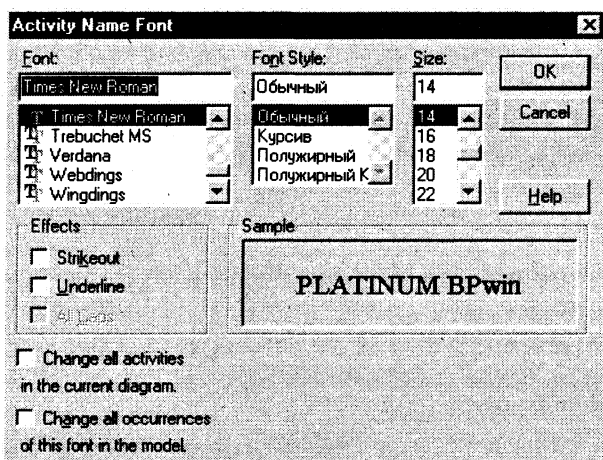 Activity Name Font
Font:
Times New Roman
Times New Roman
Trebuchet MS
Verdana
Webdings
Wingdings
Font Style:
Обычный
Обычный
Курсив
Полужирный
Полужирный К
Size:
14
14
16
18
20
22
OK
Cancel
Help
Effects
Strikeout
Underline
All Caps
Sample
PLATINUM BPwin
Change all activities
in the current diagram.
Change all occurrences
of this font in the model.